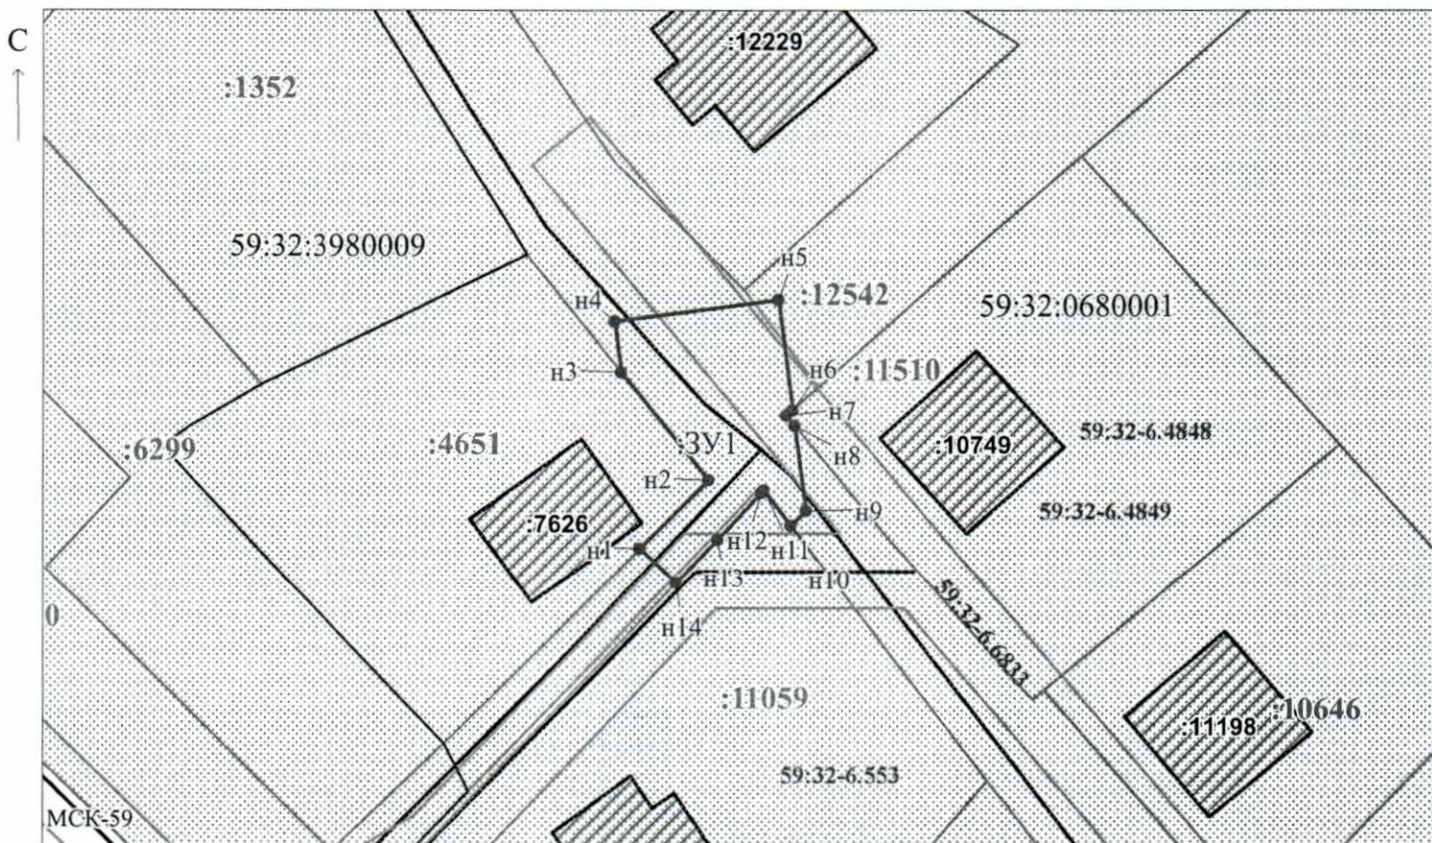 С
:12229
:1352
59:32:3980009
н5
н4
:12542
59:32:0680001
н3
н6
:11510
н7
:6299
:4651
:ЗУ1
н8
:10749
59:32-6.4848
н2
59:32-6.4849
н9
:7626
н1
н12
н11
н13
н10
59:32-6.6833
н14
0
:11059
:10646
:11198
59:32-6.553
МСК-59